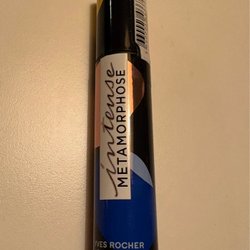 intense
METAMORPHOSE
YVES ROCHER